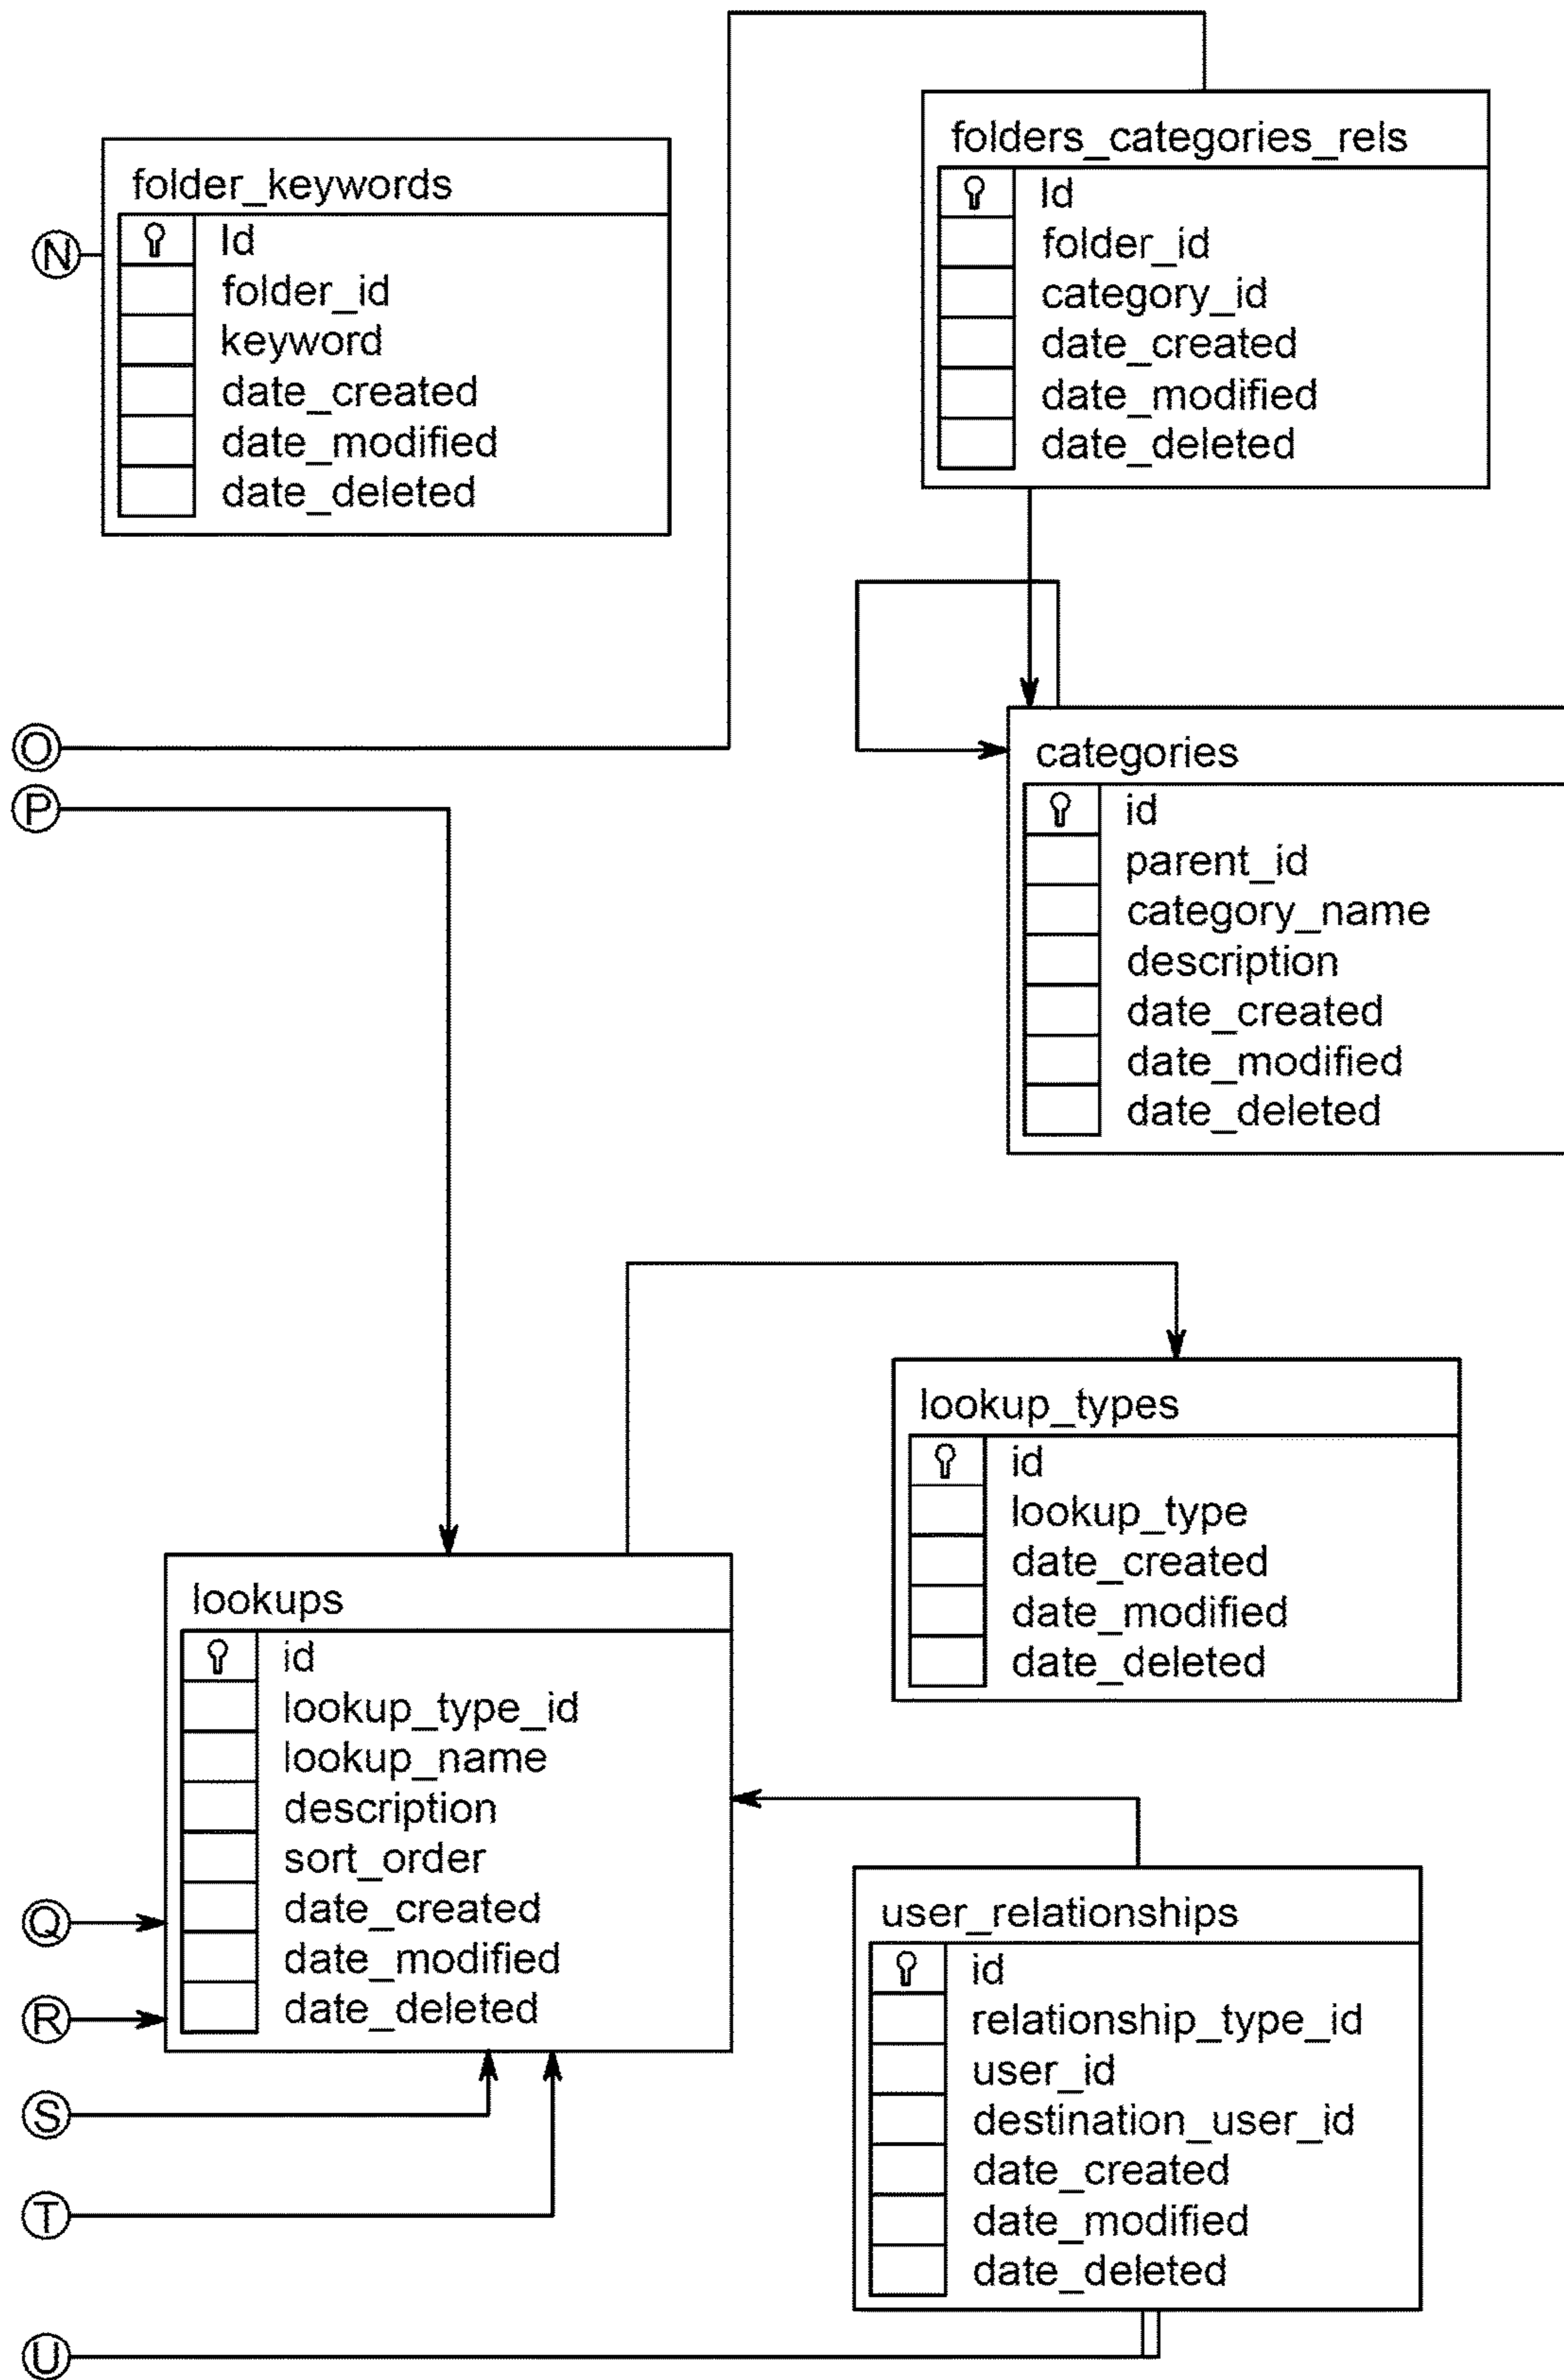 folder_keywords
Id
folder_id
keyword
date_created
date_modified
date_deleted
N
folders_categories_rels
Id
folder_id
category_id
date_created
date_modified
date_deleted
O
P
categories
id
parent_id
category_name
description
date_created
date_modified
date_deleted
lookup_types
id
lookup_type
date_created
date_modified
date_deleted
lookups
id
lookup_type_id
lookup_name
description
sort_order
date_created
date_modified
date_deleted
Q
R
S
T
user_relationships
id
relationship_type_id
user_id
destination_user_id
date_created
date_modified
date_deleted
U